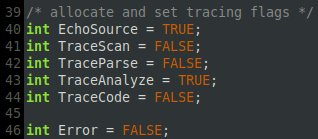 39 /* allocate and set tracing flags */
40 int EchoSource = TRUE;
41 int TraceScan = FALSE;
42 int TraceParse = FALSE;
43 int TraceAnalyze = TRUE;
44 int TraceCode = FALSE;
45
46 int Error = FALSE;